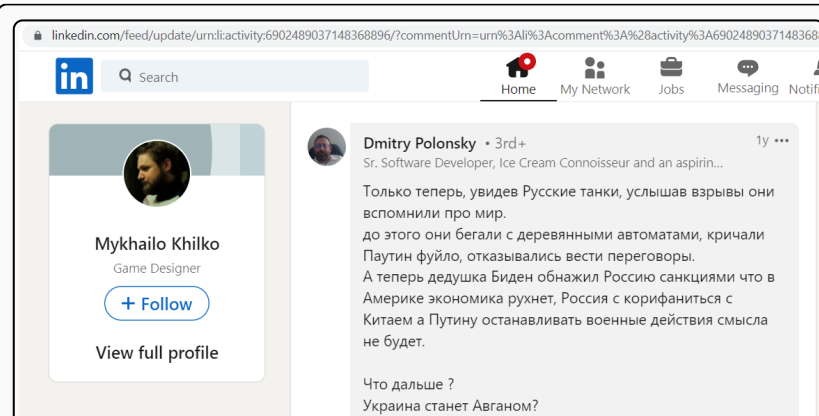 linkedin.com/feed/update/urn:li:activity:6902489037148368896/?commentUrn=urn%3Ali%3Acomment%3A%28activity%3A6902489037148368
in
Search
Home
My Network
Jobs
Messaging
Notifi
Mykhailo Khilko
Game Designer
+ Follow
View full profile
Dmitry Polonsky • 3rd+
1y •••
Sr. Software Developer, Ice Cream Connoisseur and an aspirin...
Только теперь, увидев Русские танки, услышав взрывы они
вспомнили про мир.
до этого они бегали с деревянными автоматами, кричали
Паутин фуйло, отказывались вести переговоры.
А теперь дедушка Биден обнажил Россию санкциями что в
Америке экономика рухнет, Россия с корифаниться с
Китаем а Путину останавливать военные действия смысла
не будет.
Что дальше ?
Украина станет Авганом?